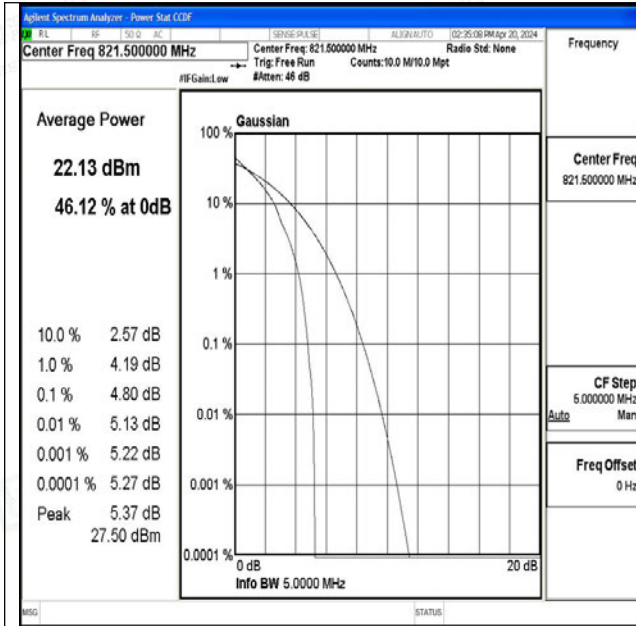 Agilent Spectrum Analyzer - Power Stat CCDF
RL RF 50 Ω AC SENSE:PULSE ALIGNAUTO 02:35:08 PM Apr 20, 2024
Center Freq 821.500000 MHz
Center Freq: 821.500000 MHz Radio Std: None
Trig: Free Run Counts:10.0 M/10.0 Mpt
#IFGain:Low #Atten: 46 dB
Frequency
Average Power
22.13 dBm
46.12 % at 0dB
10.0 % 2.57 dB
1.0 % 4.19 dB
0.1 % 4.80 dB
0.01 % 5.13 dB
0.001 % 5.22 dB
0.0001 % 5.27 dB
Peak 5.37 dB
27.50 dBm
Gaussian
100 %
10 %
1 %
0.1 %
0.01 %
0.001 %
0.0001 %
0 dB 20 dB
Info BW 5.0000 MHz
Center Freq
821.500000 MHz
CF Step
5.000000 MHz
Auto Man
Freq Offset
0 Hz
MSG STATUS